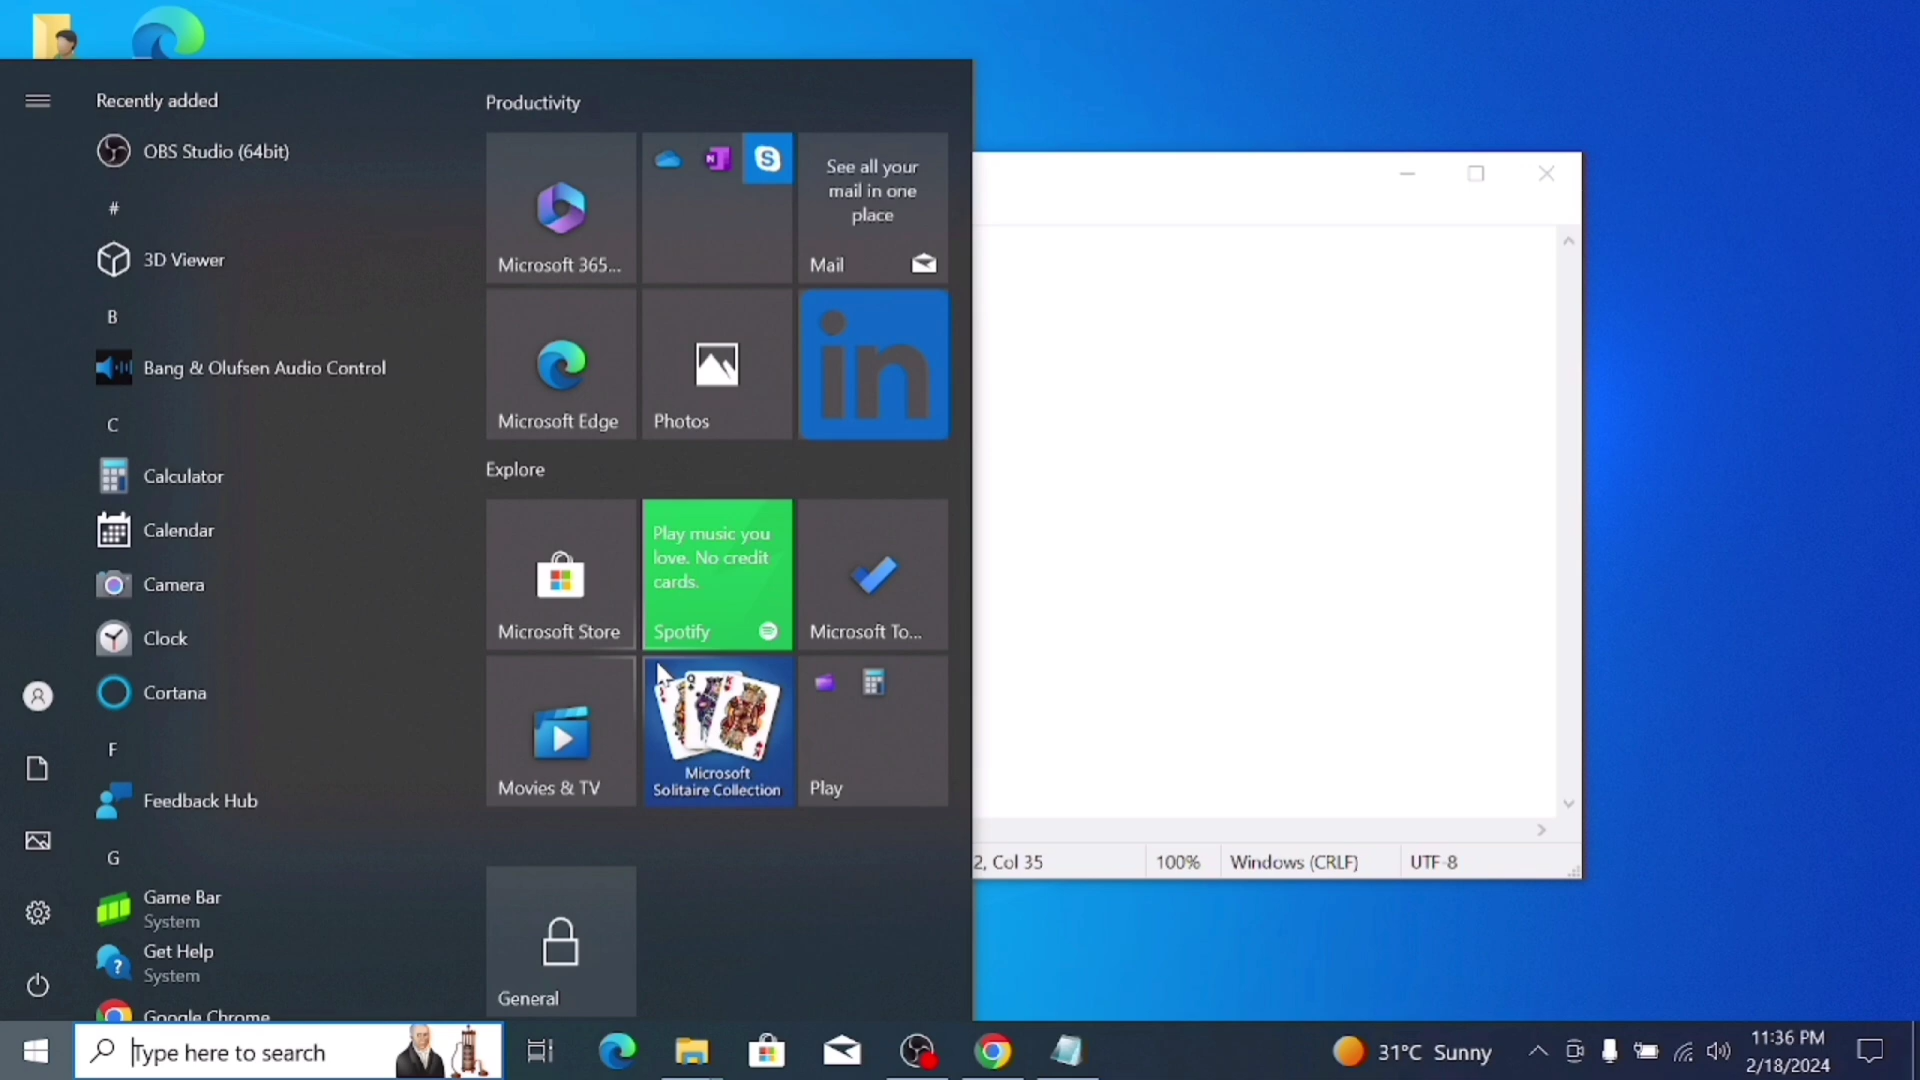 Recently added
OBS Studio (64bit)
#
3D Viewer
B
Bang & Olufsen Audio Control
C
Calculator
Calendar
Camera
Clock
Cortana
F
Feedback Hub
G
Game Bar
System
Get Help
System
Google Chrome
Productivity
Microsoft 365...
N
S
See all your
mail in one
place
Mail
Microsoft Edge
Photos
in
Explore
Microsoft Store
Play music you
love. No credit
cards.
Spotify
Microsoft To...
Movies & TV
Microsoft
Solitaire Collection
Play
General
2, Col 35
100%
Windows (CRLF)
UTF-8
Type here to search
31°C Sunny
11:36 PM
2/18/2024